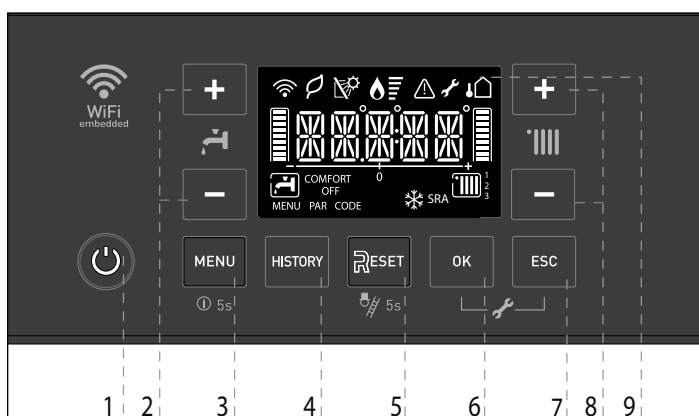 WiFi
embedded
+
+
- 0 +
COMFORT
OFF
MENU PAR CODE
SRA
1
2
3
−
−
MENU
HISTORY
RESET
OK
ESC
5s
5s
1 2 3 4 5 6 7 8 9